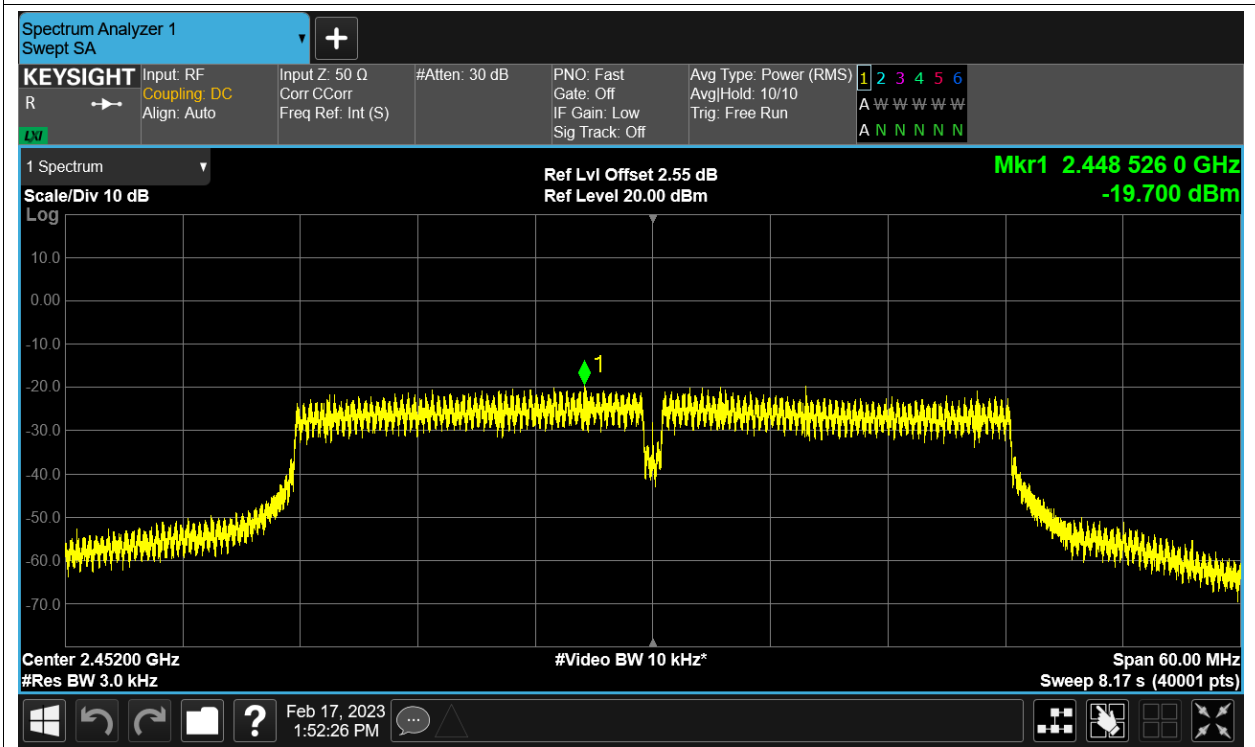 Spectrum Analyzer 1
Swept SA
KEYSIGHT
R
LXI
Input: RF
Coupling: DC
Align: Auto
Input Z: 50 Ω
Corr CCorr
Freq Ref: Int (S)
#Atten: 30 dB
PNO: Fast
Gate: Off
IF Gain: Low
Sig Track: Off
Avg Type: Power (RMS)
Avg|Hold: 10/10
Trig: Free Run
1 2 3 4 5 6
A W W W W W
A N N N N N
1 Spectrum
Scale/Div 10 dB
Log
Ref Lvl Offset 2.55 dB
Ref Level 20.00 dBm
Mkr1 2.448 526 0 GHz
-19.700 dBm
10.0
0.00
-10.0
-20.0
-30.0
-40.0
-50.0
-60.0
-70.0
1
Center 2.45200 GHz
#Res BW 3.0 kHz
#Video BW 10 kHz*
Span 60.00 MHz
Sweep 8.17 s (40001 pts)
?
Feb 17, 2023
1:52:26 PM